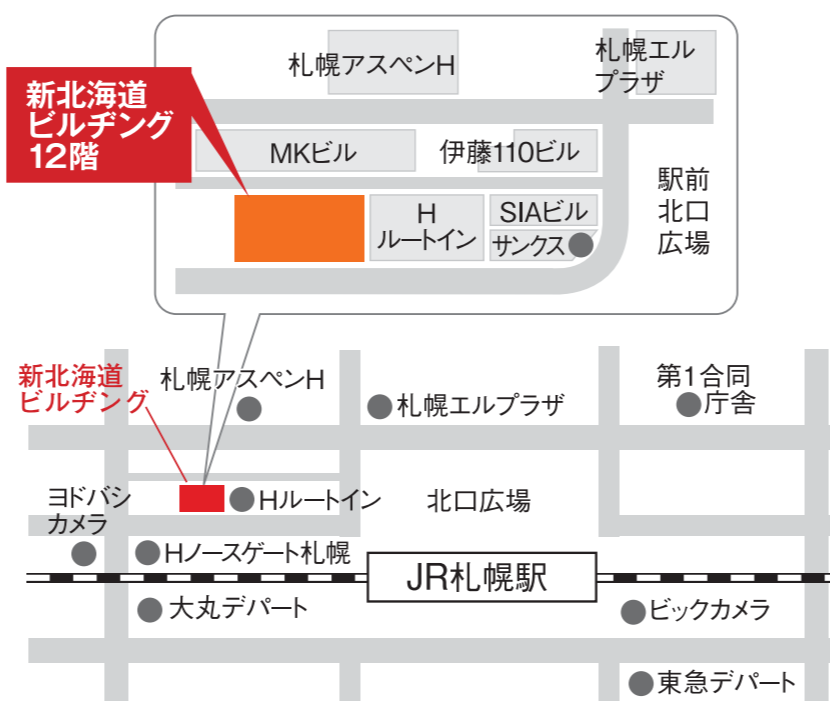 札幌アスペンH
札幌エル
プラザ
新北海道
ビルヂング
12階
MKビル
伊藤110ビル
駅前
北口
広場
H
ルートイン
SIAビル
サンクス
新北海道
ビルヂング
札幌アスペンH
札幌エルプラザ
第1合同
庁舎
ヨドバシ
カメラ
Hルートイン
北口広場
Hノースゲート札幌
JR札幌駅
大丸デパート
ビックカメラ
東急デパート